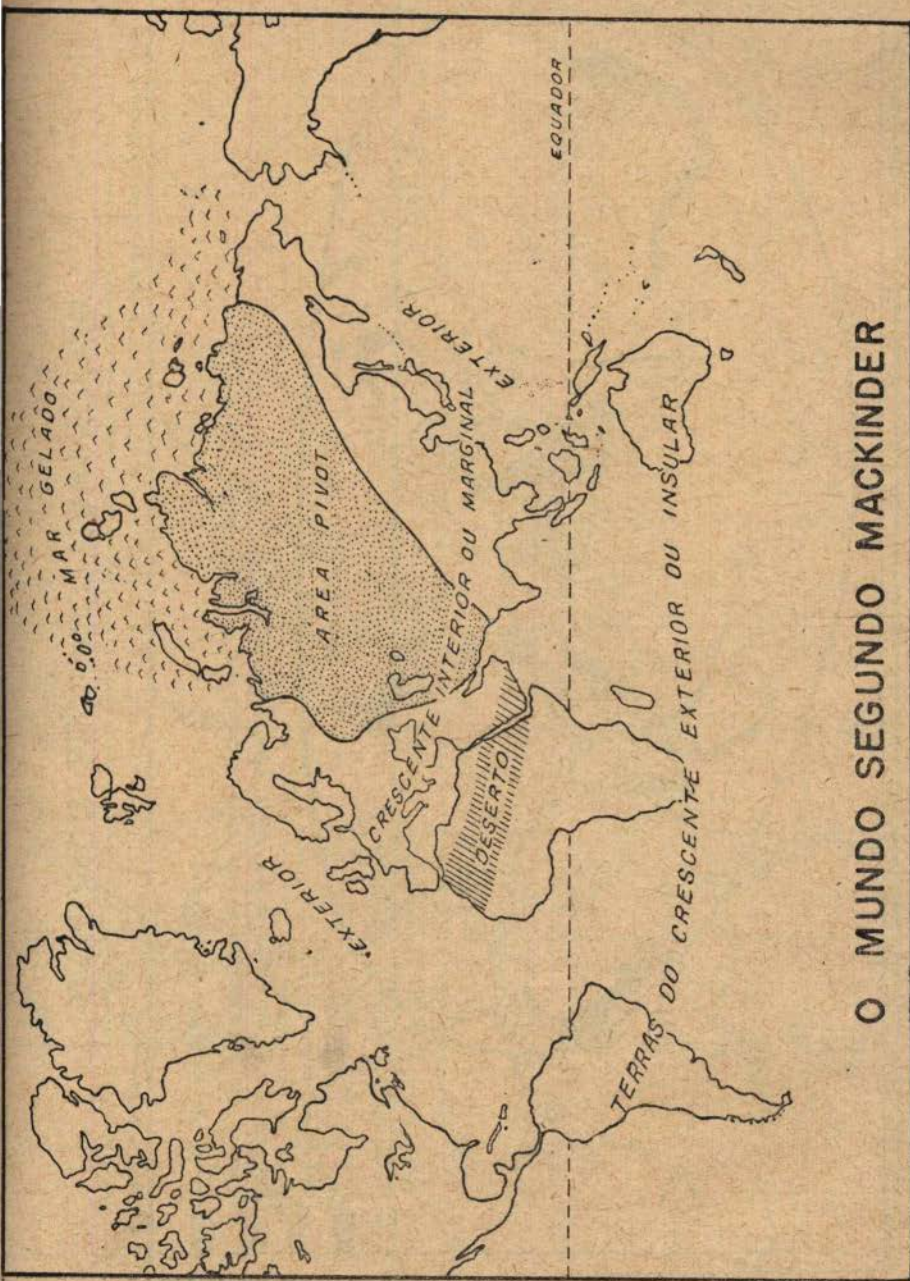 MAR GELADO
AREA PIVOT
EXTERIOR
EXTERIOR
CRESCENTE INTERIOR OU MARGINAL
DESERTO
EQUADOR
TERRAS DO CRESCENTE EXTERIOR OU INSULAR
O MUNDO SEGUNDO MACKINDER